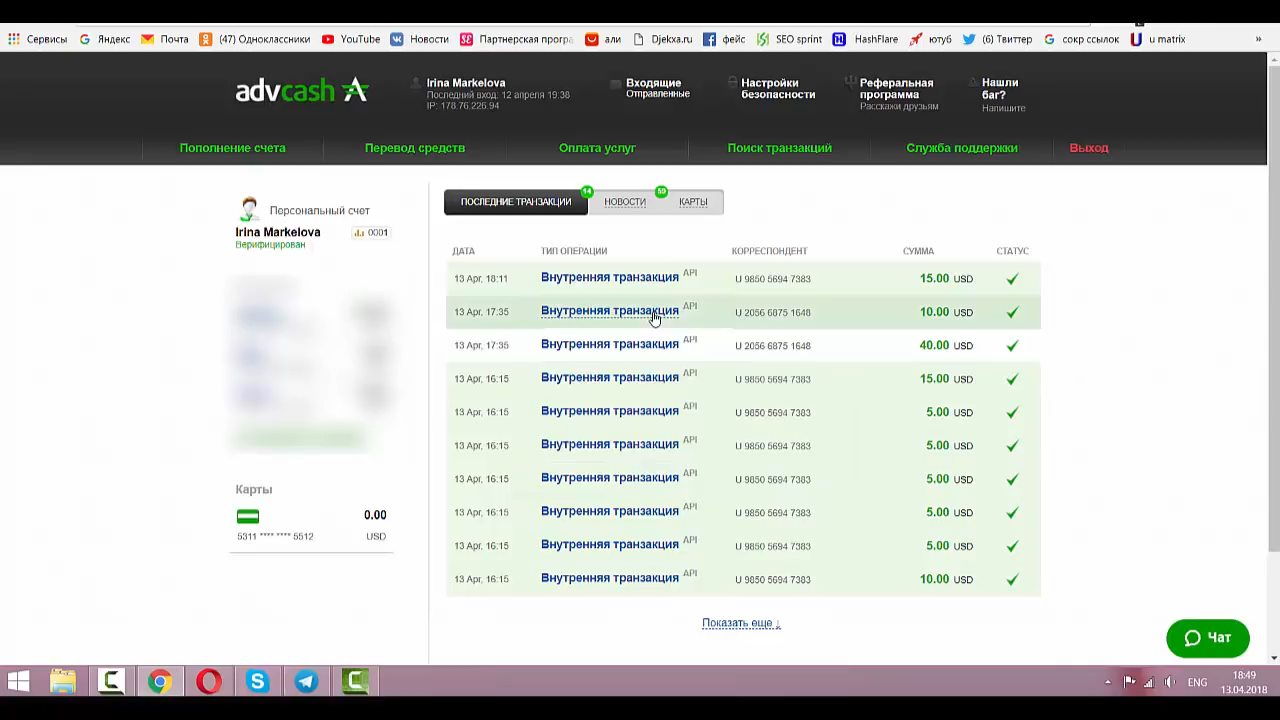 Сервисы Яндекс Почта (47) Одноклассники YouTube Новости Партнерская програ али Djekxa.ru фейс SEO sprint HashFlare ютуб (6) Твиттер сокр ссылок u matrix »
advcash
Irina Markelova
Последний вход: 12 апреля 19:38
IP: 178.76.226.94
Входящие
Отправленные
Настройки
безопасности
Реферальная
программа
Расскажи друзьям
Нашли
баг?
Напишите
Пополнение счета Перевод средств Оплата услуг Поиск транзакций Служба поддержки Выход
Персональный счет
Irina Markelova 0001
Верифицирован
Карты
0.00
5311 **** **** 5512 USD
ПОСЛЕДНИЕ ТРАНЗАКЦИИ 14 НОВОСТИ 59 КАРТЫ
ДАТА ТИП ОПЕРАЦИИ КОРРЕСПОНДЕНТ СУММА СТАТУС
13 Apr, 18:11 Внутренняя транзакция API U 9850 5694 7383 15.00 USD
13 Apr, 17:35 Внутренняя транзакция API U 2056 6875 1648 10.00 USD
13 Apr, 17:35 Внутренняя транзакция API U 2056 6875 1648 40.00 USD
13 Apr, 16:15 Внутренняя транзакция API U 9850 5694 7383 15.00 USD
13 Apr, 16:15 Внутренняя транзакция API U 9850 5694 7383 5.00 USD
13 Apr, 16:15 Внутренняя транзакция API U 9850 5694 7383 5.00 USD
13 Apr, 16:15 Внутренняя транзакция API U 9850 5694 7383 5.00 USD
13 Apr, 16:15 Внутренняя транзакция API U 9850 5694 7383 5.00 USD
13 Apr, 16:15 Внутренняя транзакция API U 9850 5694 7383 5.00 USD
13 Apr, 16:15 Внутренняя транзакция API U 9850 5694 7383 10.00 USD
Показать еще ↓
Чат
ENG
18:49
13.04.2018